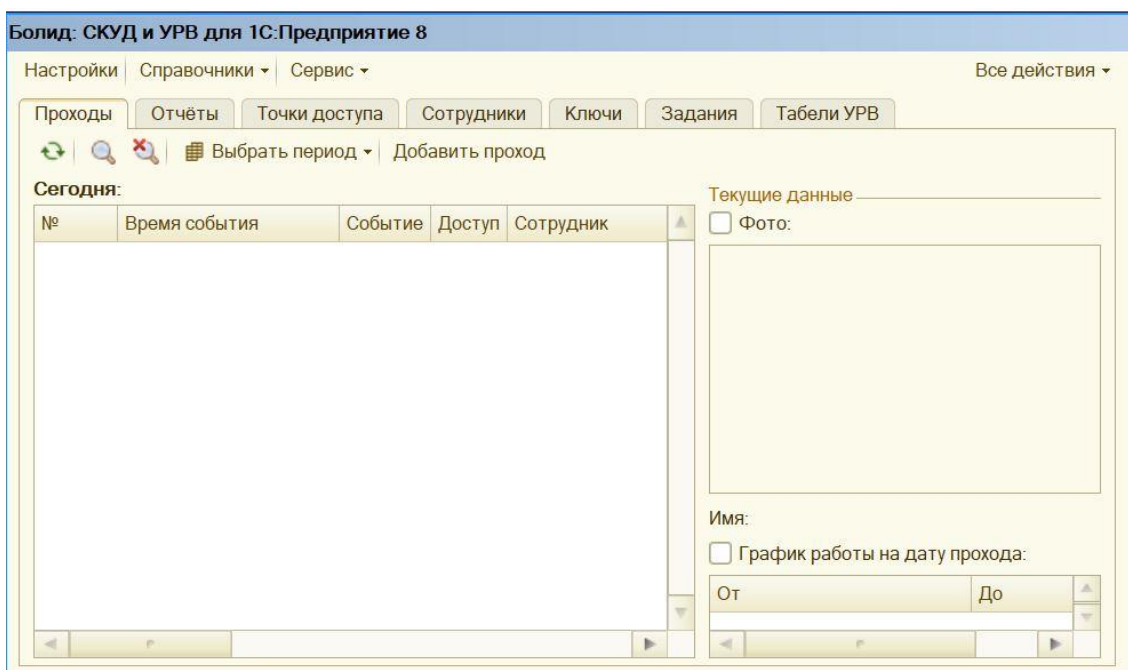 Болид: СКУД и УРВ для 1С:Предприятие 8
Настройки Справочники Сервис Все действия
Проходы Отчёты Точки доступа Сотрудники Ключи Задания Табели УРВ
Выбрать период Добавить проход
Сегодня:
Текущие данные
№ Время события Событие Доступ Сотрудник
Фото:
Имя:
График работы на дату прохода:
От До